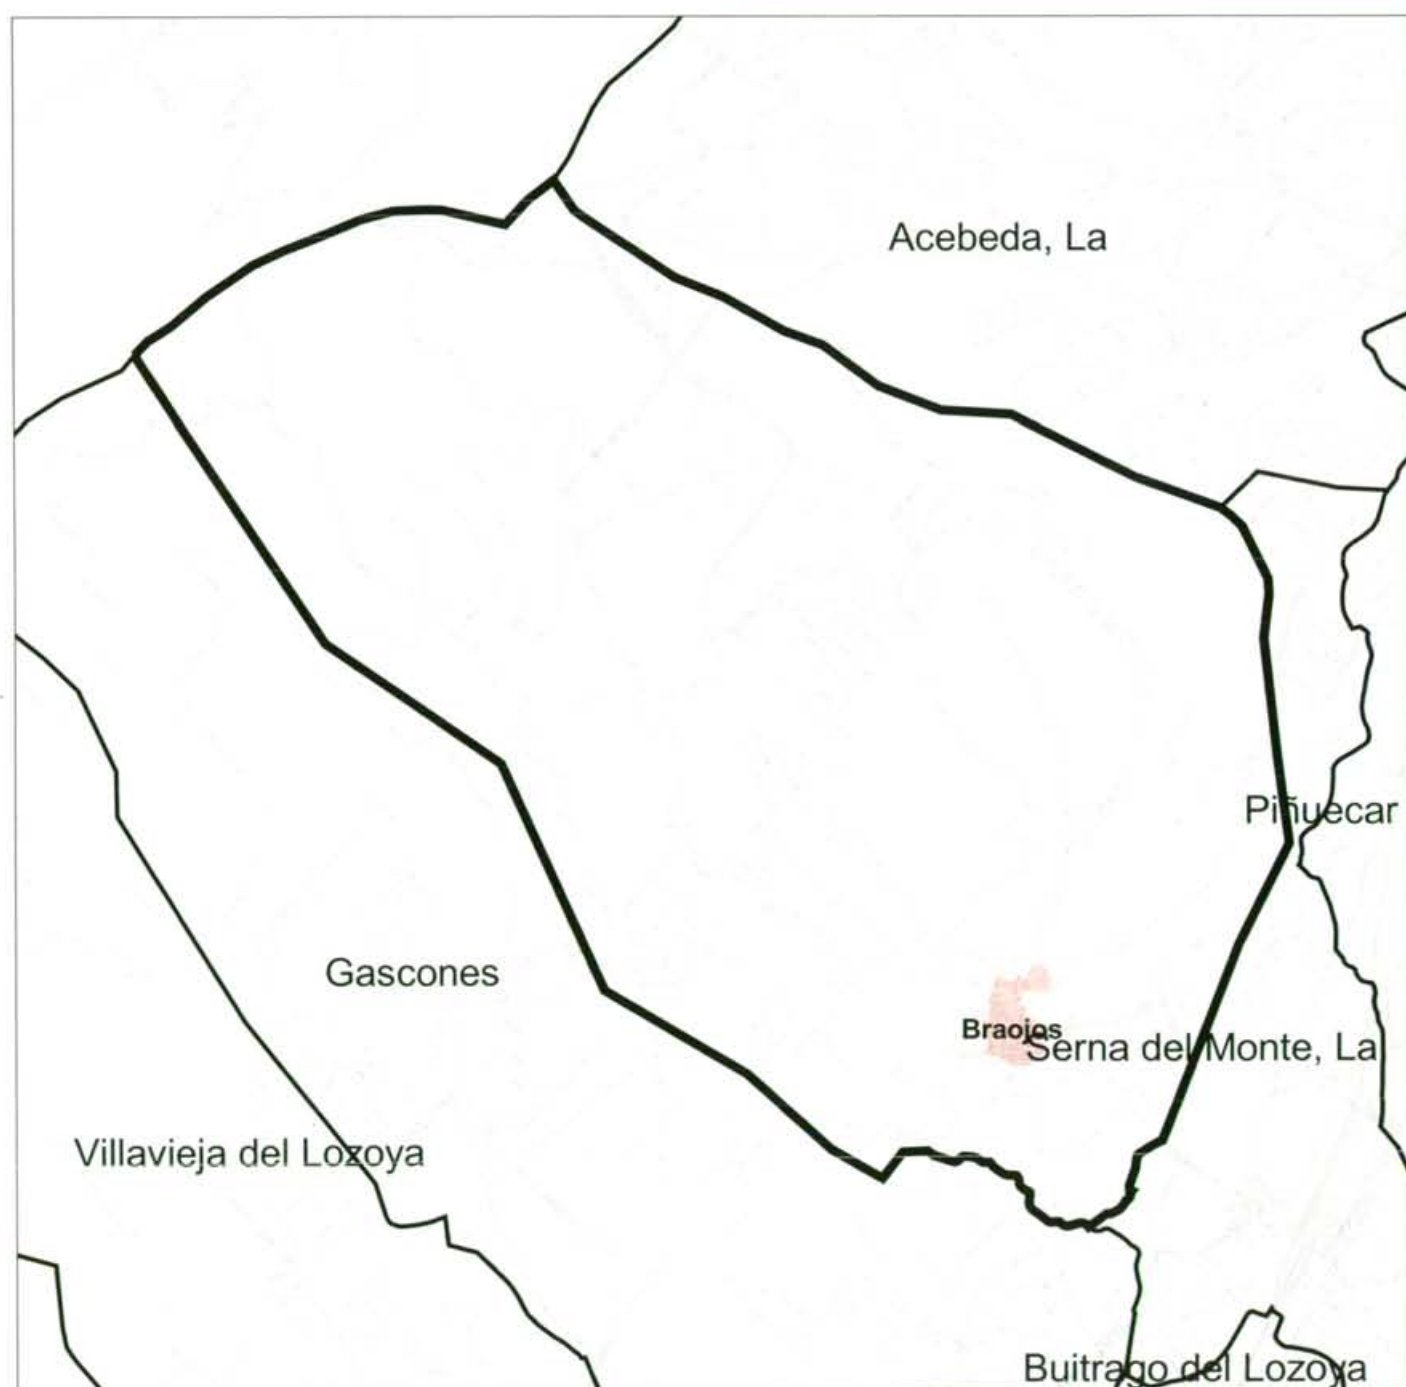 Acebeda, La
Piñuecar
Gascones
Braojos
Serna del Monte, La
Villavieja del Lozoya
Buitrago del Lozoya